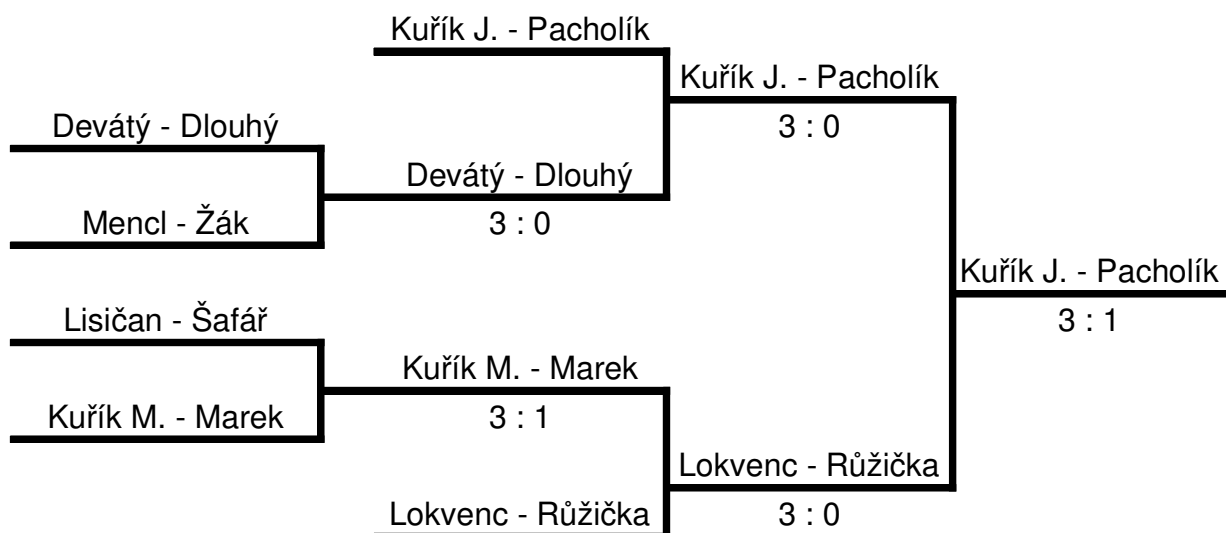 Kuřík J. - Pacholík
Kuřík J. - Pacholík
3 : 0
Devátý - Dlouhý
Devátý - Dlouhý
3 : 0
Mencl - Žák
Kuřík J. - Pacholík
3 : 1
Lisičan - Šafář
Kuřík M. - Marek
3 : 1
Kuřík M. - Marek
Lokvenc - Růžička
3 : 0
Lokvenc - Růžička